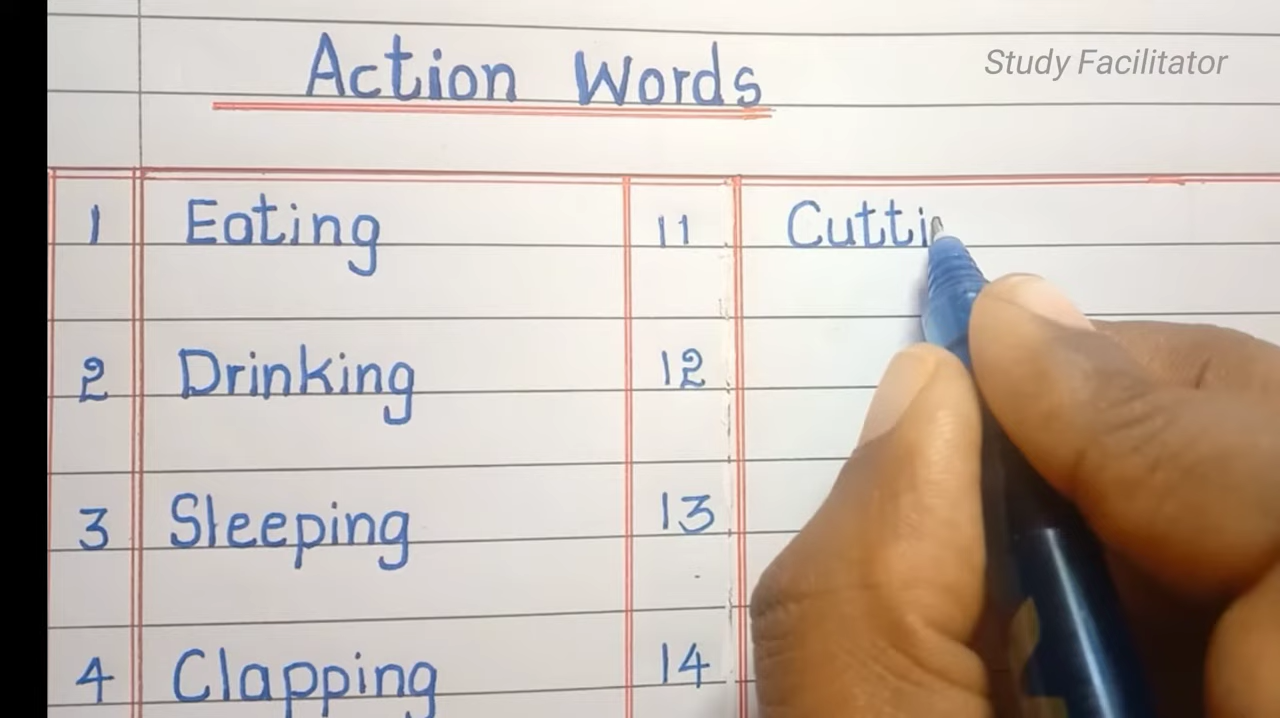 Action Words
Study Facilitator
1 Eating 11 Cutti
2 Drinking 12
3 Sleeping 13
4 Clapping 14